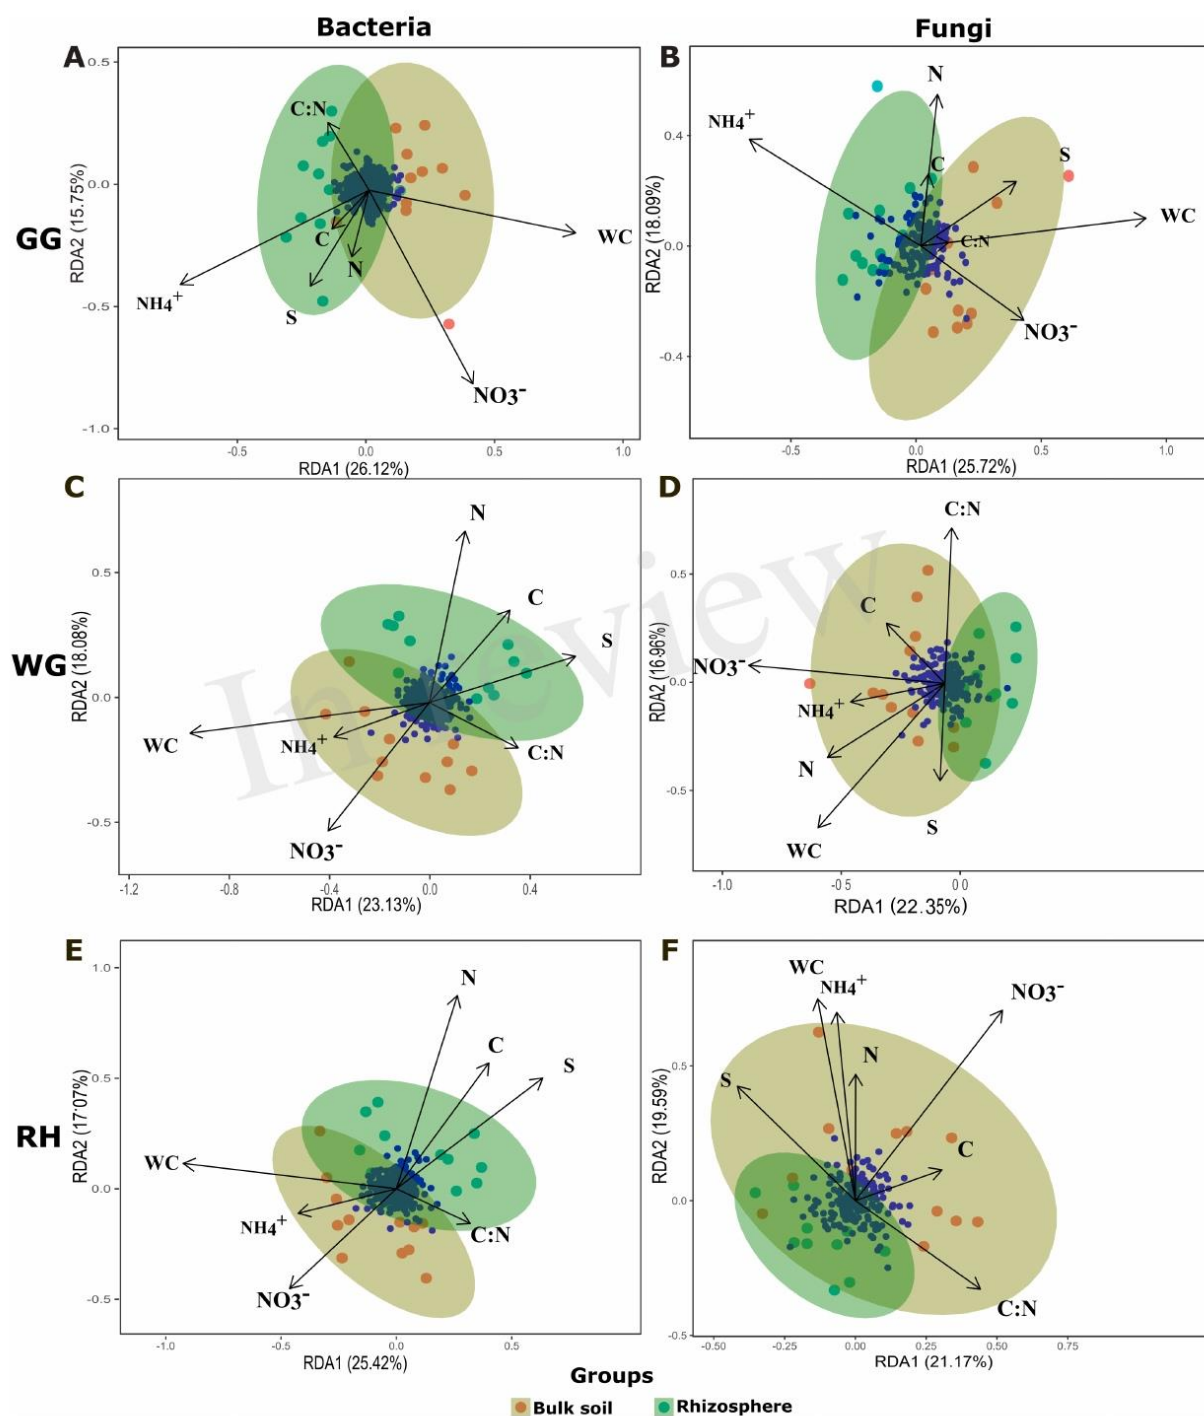 Bacteria
Fungi
A
0.5
0.0
-0.5
-1.0
RDA2 (15.75%)
GG
C:N
C
N
S
NH4+
NO3-
WC
-0.5
0.0
0.5
1.0
RDA1 (26.12%)
B
0.4
0.0
-0.4
RDA2 (18.09%)
N
NH4+
C
S
WC
C:N
NO3-
-0.5
0.0
0.5
1.0
RDA1 (25.72%)
C
0.5
0.0
-0.5
RDA2 (18.08%)
WG
N
C
S
WC
NH4+
C:N
NO3-
-1.2
-0.8
-0.4
0.0
0.4
RDA1 (23.13%)
D
0.5
0.0
-0.5
RDA2 (16.96%)
C:N
C
NO3-
NH4+
N
S
WC
-1.0
-0.5
0 0
RDA1 (22.35%)
In review
E
1.0
0.5
0.0
-0.5
RDA2 (17.07%)
RH
N
C
S
WC
NH4+
C:N
NO3-
-1.0
-0.5
0.0
0.5
RDA1 (25.42%)
F
0.5
0.0
-0.5
RDA2 (19.59%)
WC
NH4+
NO3-
N
S
C
C:N
-0.50
-0.25
0.00
0.25
0.50
0.75
RDA1 (21.17%)
Groups
Bulk soil
Rhizosphere